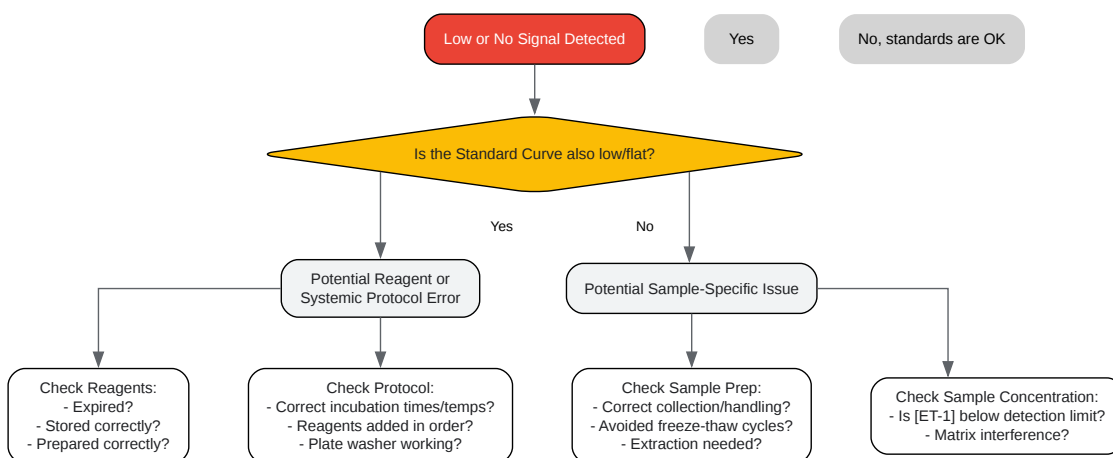 Low or No Signal Detected
Yes
No, standards are OK
Is the Standard Curve also low/flat?
Yes
No
Potential Reagent or
Systemic Protocol Error
Potential Sample-Specific Issue
Check Reagents:
- Expired?
- Stored correctly?
- Prepared correctly?
Check Protocol:
- Correct incubation times/temps?
- Reagents added in order?
- Plate washer working?
Check Sample Prep:
- Correct collection/handling?
- Avoided freeze-thaw cycles?
- Extraction needed?
Check Sample Concentration:
- Is [ET-1] below detection limit?
- Matrix interference?